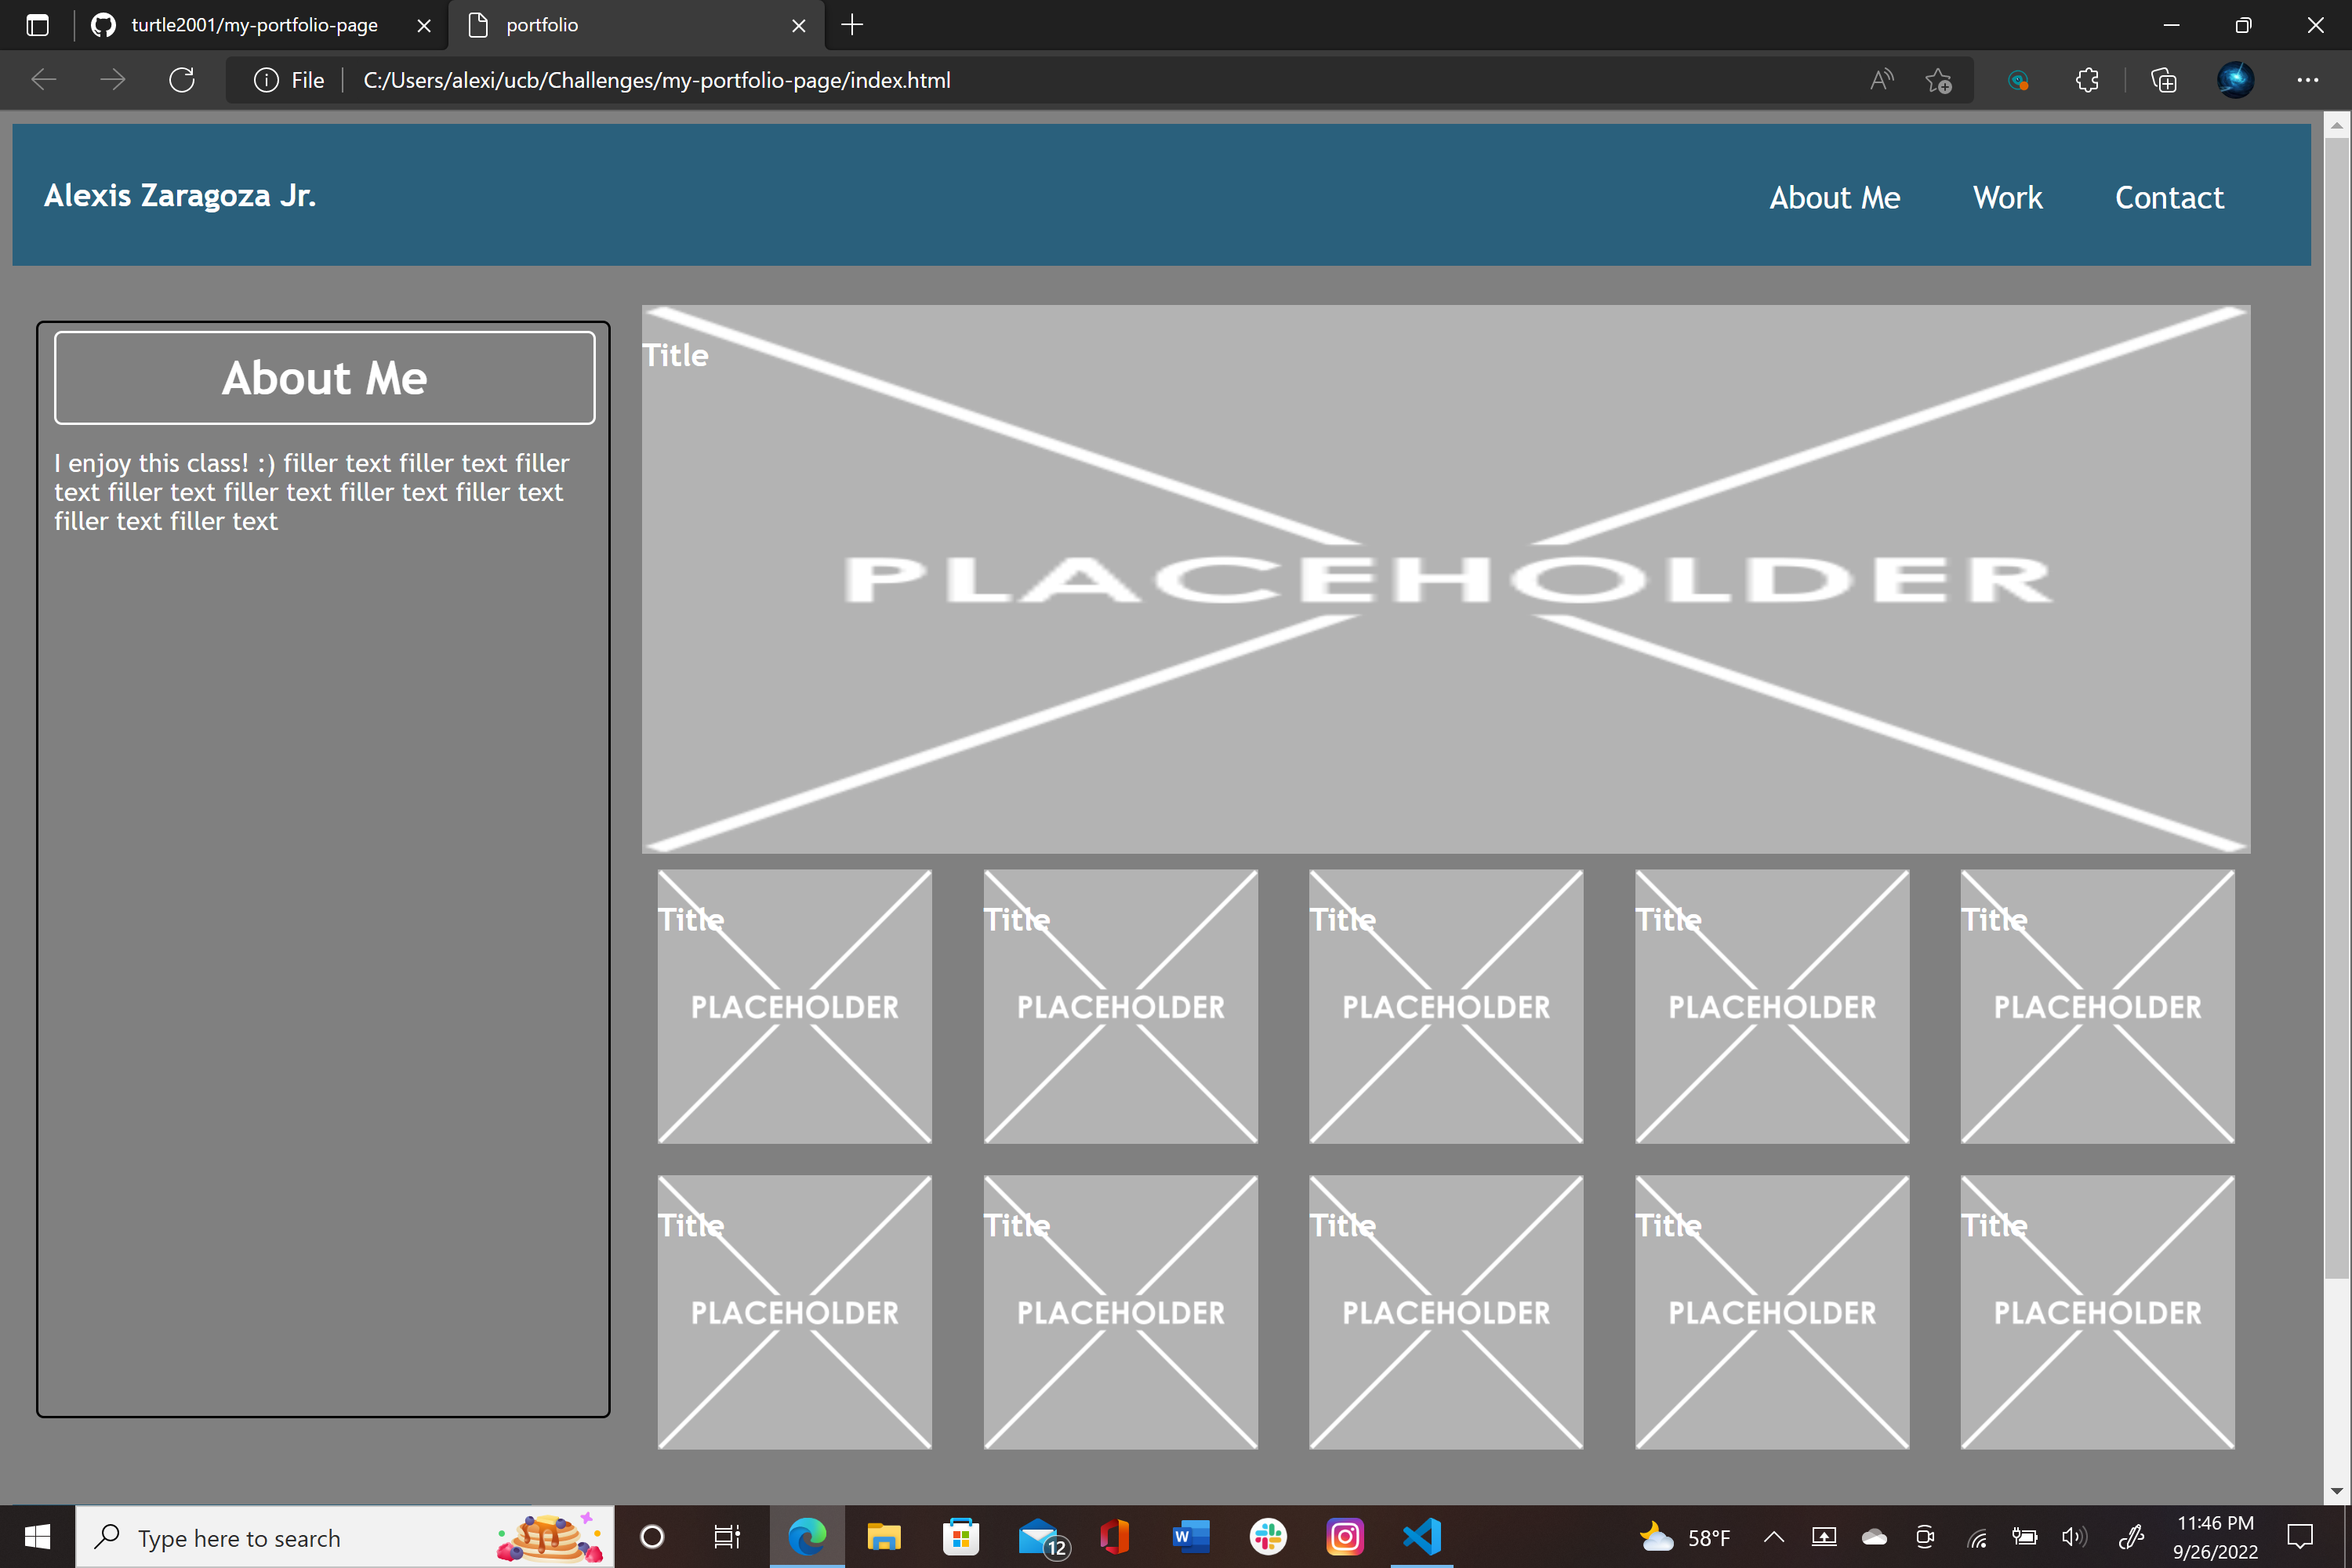 turtle2001/my-portfolio-page
portfolio
File
C:/Users/alexi/ucb/Challenges/my-portfolio-page/index.html
Alexis Zaragoza Jr.
About Me
Work
Contact
About Me
I enjoy this class! :) filler text filler text filler
text filler text filler text filler text filler text
filler text filler text
Title
PLACEHOLDER
Title
Title
Title
Title
Title
PLACEHOLDER
PLACEHOLDER
PLACEHOLDER
PLACEHOLDER
PLACEHOLDER
Title
Title
Title
Title
Title
PLACEHOLDER
PLACEHOLDER
PLACEHOLDER
PLACEHOLDER
PLACEHOLDER
Type here to search
12
W
58°F
11:46 PM
9/26/2022